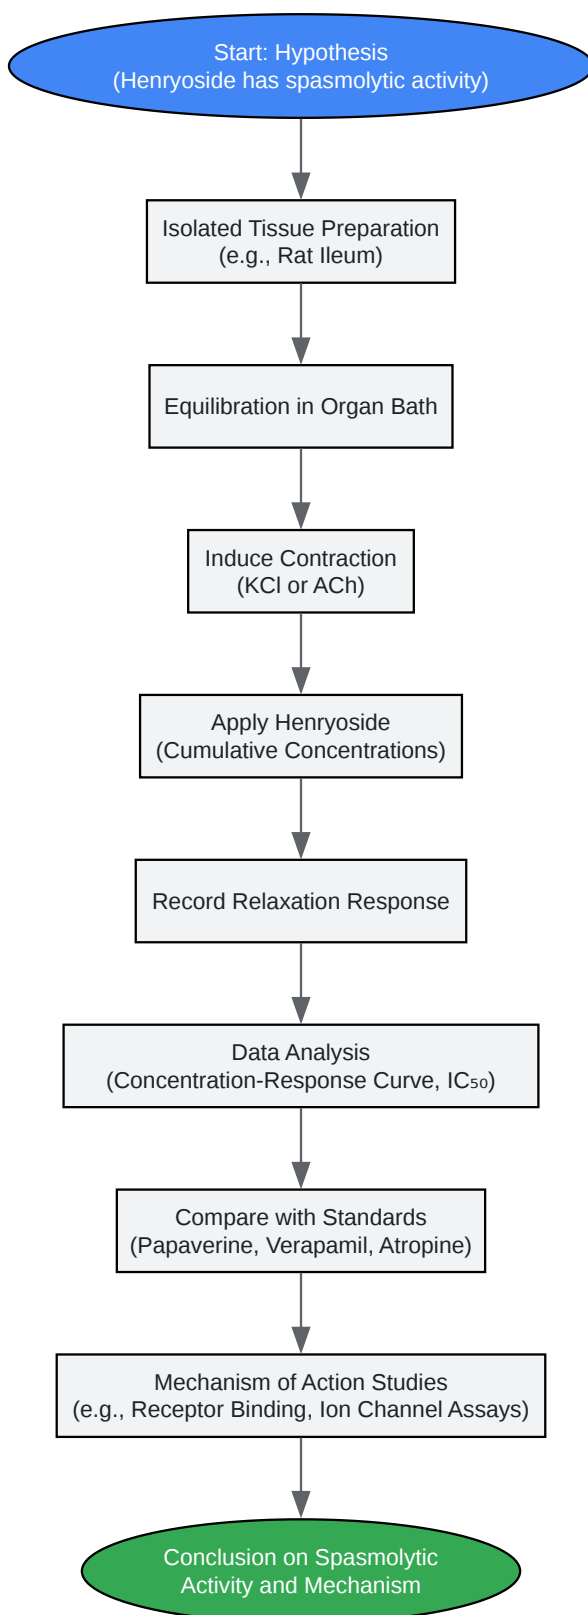 Start: Hypothesis
(Henryoside has spasmolytic activity)
Isolated Tissue Preparation
(e.g., Rat Ileum)
Equilibration in Organ Bath
Induce Contraction
(KCl or ACh)
Apply Henryoside
(Cumulative Concentrations)
Record Relaxation Response
Data Analysis
(Concentration-Response Curve, IC₅₀)
Compare with Standards
(Papaverine, Verapamil, Atropine)
Mechanism of Action Studies
(e.g., Receptor Binding, Ion Channel Assays)
Conclusion on Spasmolytic
Activity and Mechanism